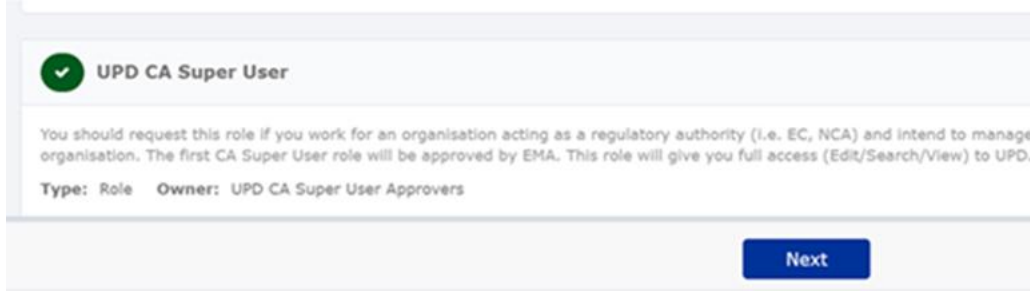 UPD CA Super User
You should request this role if you work for an organisation acting as a regulatory authority (i.e. EC, NCA) and intend to manage
organisation. The first CA Super User role will be approved by EMA. This role will give you full access (Edit/Search/View) to UPD.
Type: Role Owner: UPD CA Super User Approvers
Next